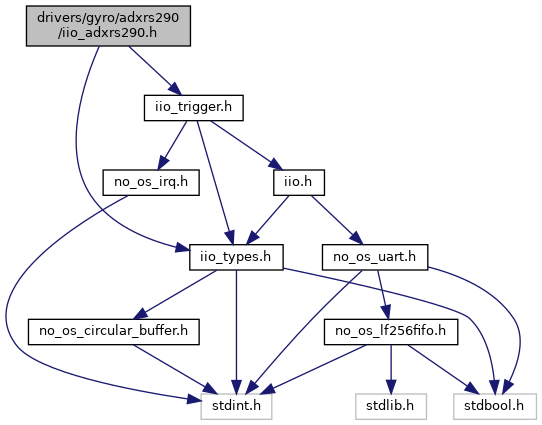 drivers/gyro/adxrs290
/iio_adxrs290.h
iio_trigger.h
no_os_irq.h
iio.h
iio_types.h
no_os_uart.h
no_os_circular_buffer.h
no_os_lf256fifo.h
stdint.h
stdlib.h
stdbool.h